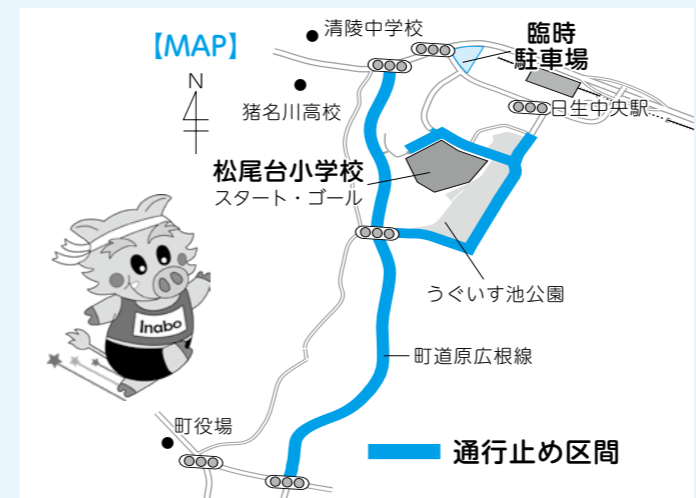 【MAP】
清陵中学校
臨時
駐車場
N
猪名川高校
日生中央駅
松尾台小学校
スタート・ゴール
うぐいす池公園
Inabo
町道原広根線
町役場
通行止め区間